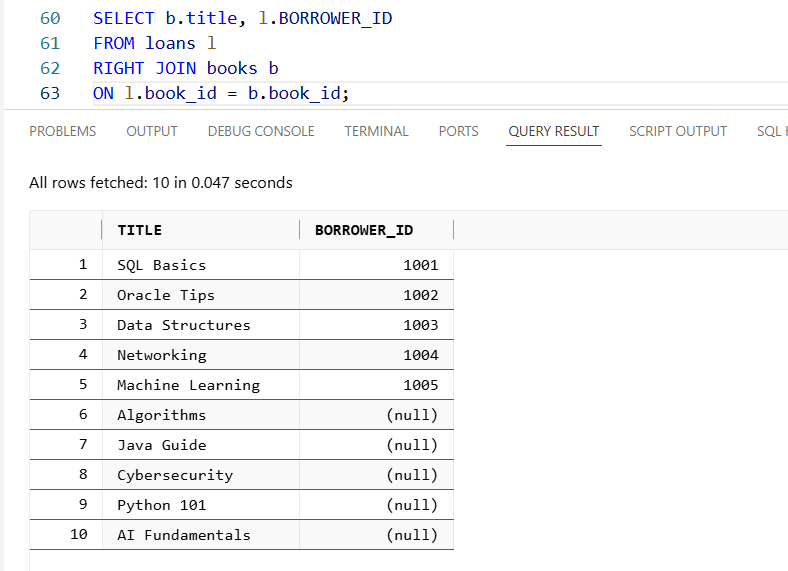 60 SELECT b.title, l.BORROWER_ID
61 FROM loans l
62 RIGHT JOIN books b
63 ON l.book_id = b.book_id;
PROBLEMS OUTPUT DEBUG CONSOLE TERMINAL PORTS QUERY RESULT SCRIPT OUTPUT SQL
All rows fetched: 10 in 0.047 seconds
TITLE BORROWER_ID
1 SQL Basics 1001
2 Oracle Tips 1002
3 Data Structures 1003
4 Networking 1004
5 Machine Learning 1005
6 Algorithms (null)
7 Java Guide (null)
8 Cybersecurity (null)
9 Python 101 (null)
10 AI Fundamentals (null)